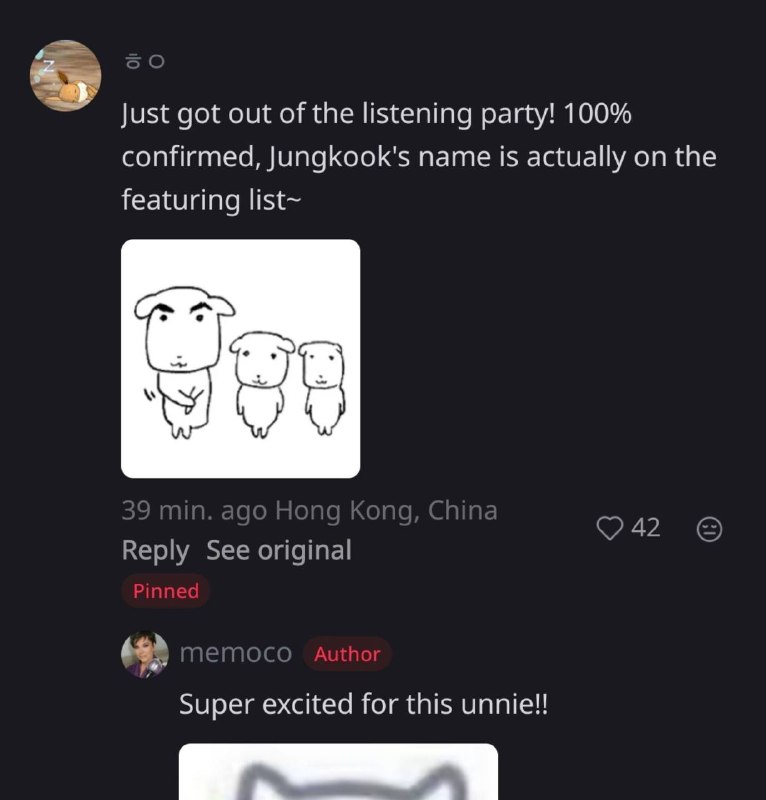 ㅎㅇ
Just got out of the listening party! 100%
confirmed, Jungkook's name is actually on the
featuring list~
39 min. ago Hong Kong, China
42
Reply See original
Pinned
memoco Author
Super excited for this unnie!!